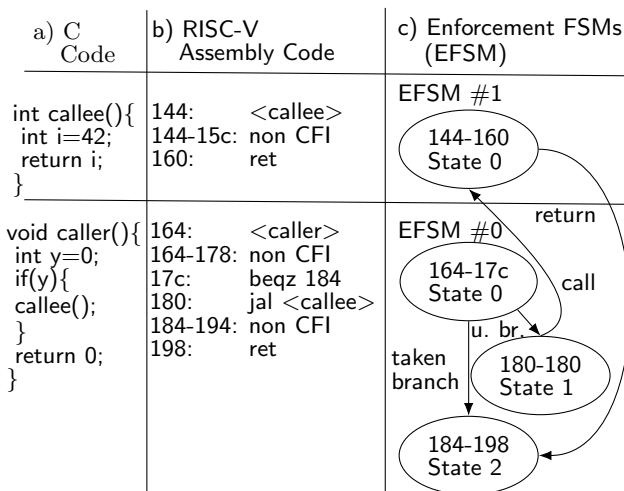 a) C
Code
b) RISC-V
Assembly Code
c) Enforcement FSMs
(EFSM)
int callee(){
int i=42;
return i;
}
144: <callee>
144-15c: non CFI
160: ret
EFSM #1
144-160
State 0
return
void caller(){
int y=0;
if(y){
callee();
}
return 0;
}
164: <caller>
164-178: non CFI
17c: beqz 184
180: jal <callee>
184-194: non CFI
198: ret
EFSM #0
164-17c
State 0
call
u. br.
taken
branch
180-180
State 1
184-198
State 2